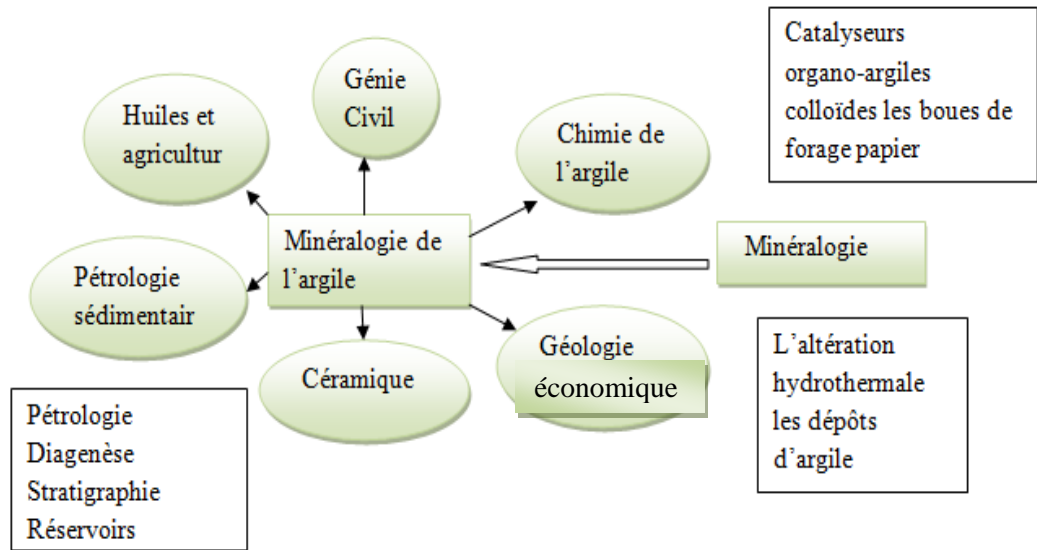 Catalyseurs
organo-argiles
colloïdes les boues de
forage papier
Génie
Civil
Huiles et
agricultur
Chimie de
l'argile
Minéralogie de
l'argile
Minéralogie
Pétrologie
sédimentair
Céramique
Géologie
économique
L'altération
hydrothermale
les dépôts
d'argile
Pétrologie
Diagenèse
Stratigraphie
Réservoirs